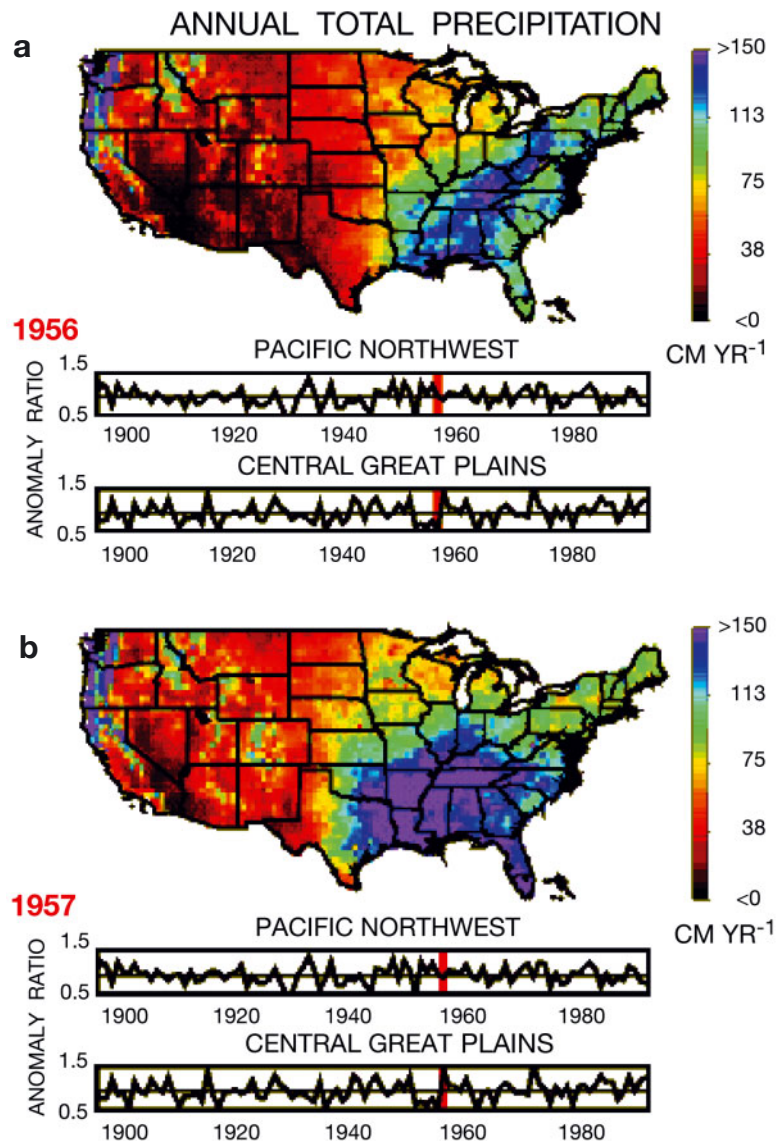 ANNUAL TOTAL PRECIPITATION
a
>150
113
75
38
<0
CM YR-1
1956
PACIFIC NORTHWEST
ANOMALY RATIO
1.5
0.5
1900 1920 1940 1960 1980
CENTRAL GREAT PLAINS
1.5
0.5
1900 1920 1940 1960 1980
b
>150
113
75
38
<0
CM YR-1
1957
PACIFIC NORTHWEST
ANOMALY RATIO
1.5
0.5
1900 1920 1940 1960 1980
CENTRAL GREAT PLAINS
1.5
0.5
1900 1920 1940 1960 1980